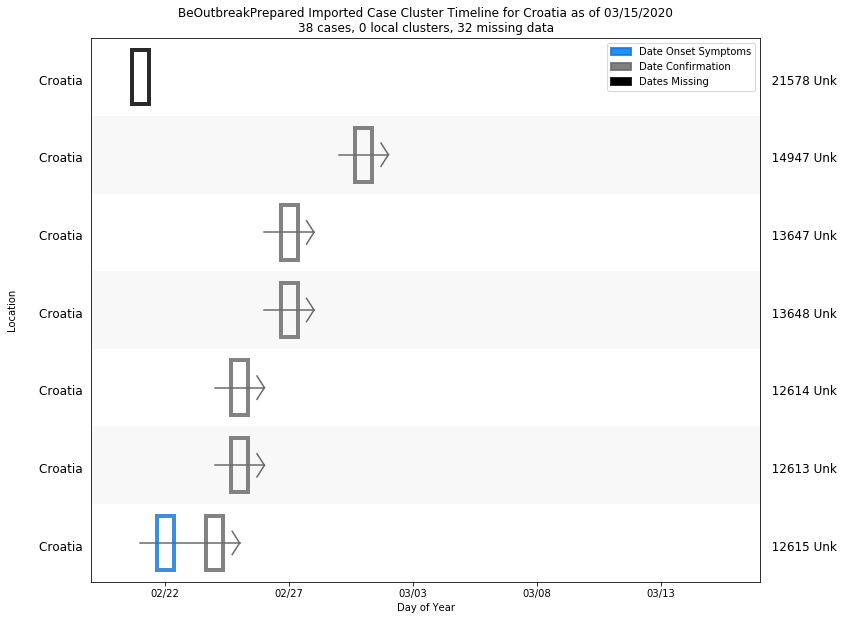 BeOutbreakPrepared Imported Case Cluster Timeline for Croatia as of 03/15/2020
38 cases, 0 local clusters, 32 missing data
Date Onset Symptoms
Date Confirmation
Dates Missing
Croatia
21578 Unk
Croatia
14947 Unk
Croatia
13647 Unk
Croatia
13648 Unk
Croatia
12614 Unk
Croatia
12613 Unk
Croatia
12615 Unk
Location
02/22
02/27
03/03
03/08
03/13
Day of Year